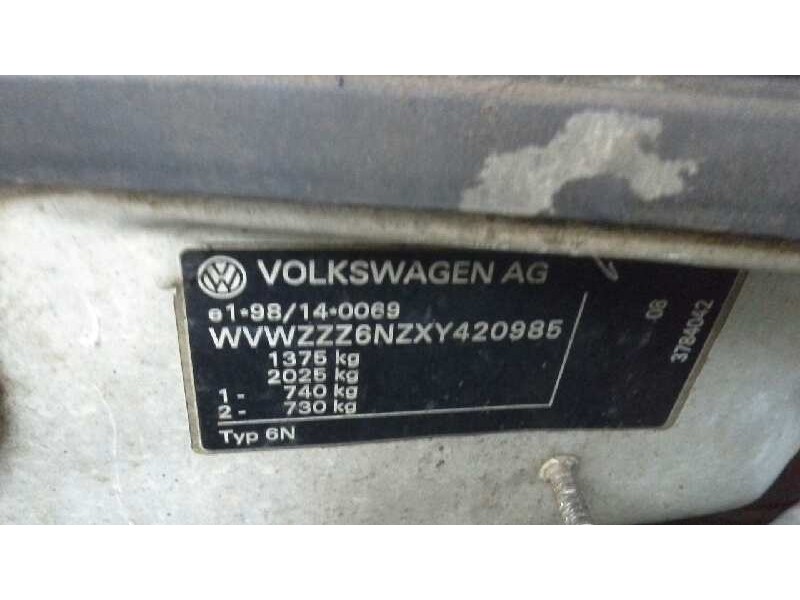 VOLKSWAGEN AG
e1*98/14*0069
WVWZZZ6NZXY420985
1375 kg
2025 kg
1- 740 kg
2- 730 kg
Typ 6N
08
3784042